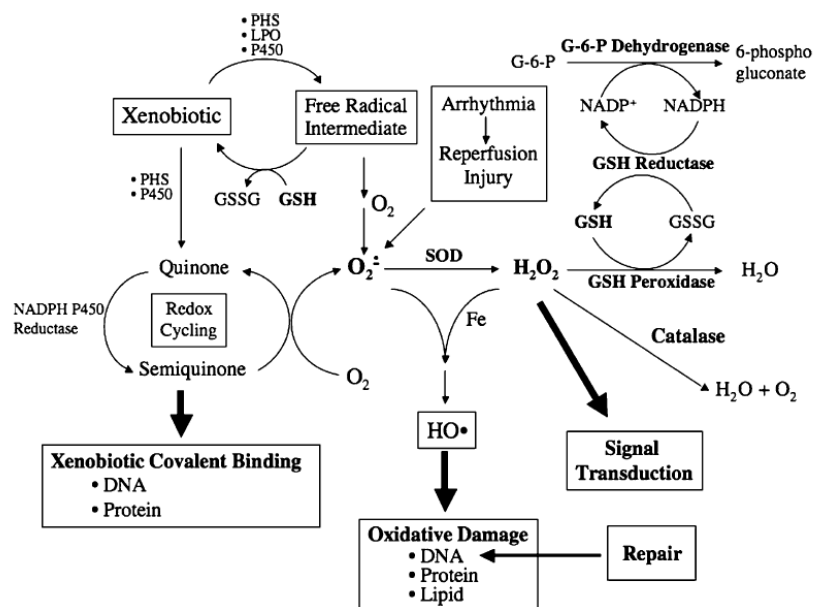 • PHS
• LPO
• P450
G-6-P Dehydrogenase
G-6-P
6-phospho
gluconate
Xenobiotic
Free Radical
Intermediate
Arrhythmia
Reperfusion
Injury
NADP⁺
NADPH
GSH Reductase
• PHS
• P450
GSSG
GSH
O₂
GSH
GSSG
Quinone
O₂•̄
SOD
H₂O₂
GSH Peroxidase
H₂O
NADPH P450
Reductase
Redox
Cycling
Fe
Catalase
Semiquinone
O₂
H₂O + O₂
HO•
Signal
Transduction
Xenobiotic Covalent Binding
• DNA
• Protein
Oxidative Damage
• DNA
• Protein
• Lipid
Repair